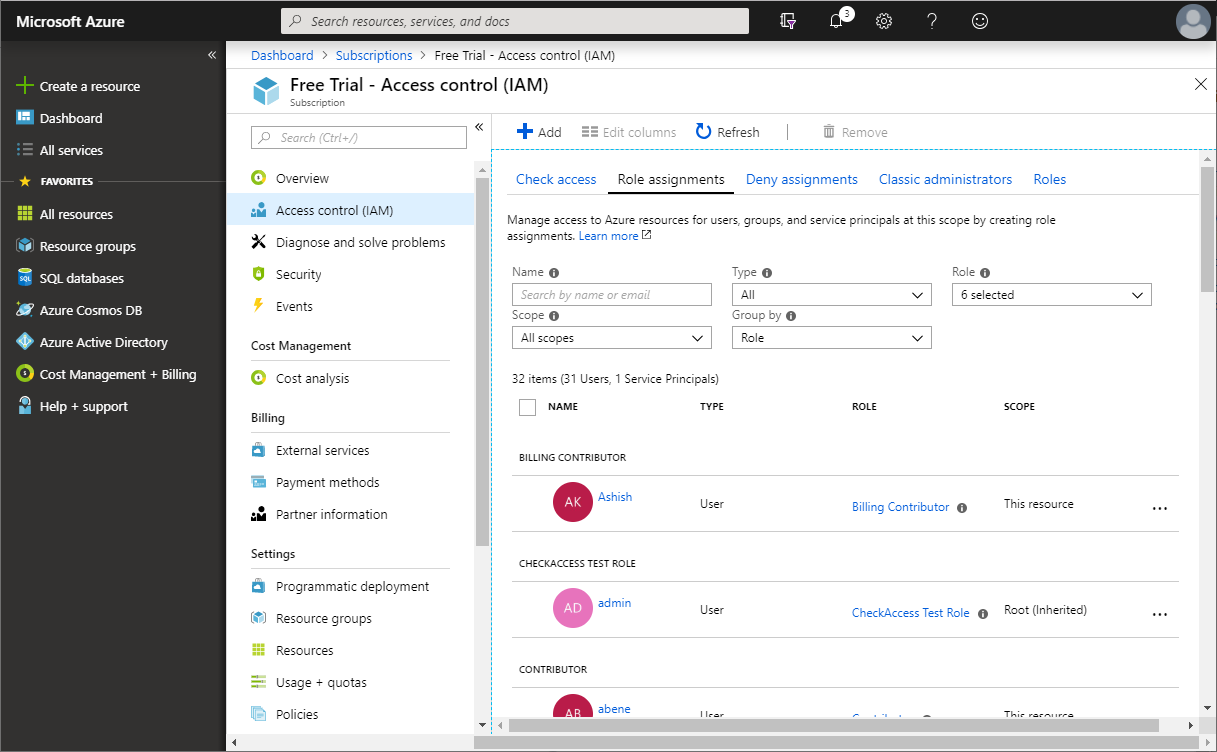 Microsoft Azure
Search resources, services, and docs
3
Create a resource
Dashboard
All services
FAVORITES
All resources
Resource groups
SQL databases
Azure Cosmos DB
Azure Active Directory
Cost Management + Billing
Help + support
Dashboard > Subscriptions > Free Trial - Access control (IAM)
Free Trial - Access control (IAM)
Subscription
Search (Ctrl+/)
Overview
Access control (IAM)
Diagnose and solve problems
Security
Events
Cost Management
Cost analysis
Billing
External services
Payment methods
Partner information
Settings
Programmatic deployment
Resource groups
Resources
Usage + quotas
Policies
Add Edit columns Refresh Remove
Check access Role assignments Deny assignments Classic administrators Roles
Manage access to Azure resources for users, groups, and service principals at this scope by creating role
assignments. Learn more
Name Type Role
Search by name or email All 6 selected
Scope Group by
All scopes Role
32 items (31 Users, 1 Service Principals)
NAME TYPE ROLE SCOPE
BILLING CONTRIBUTOR
AK Ashish User Billing Contributor This resource
CHECKACCESS TEST ROLE
AD admin User CheckAccess Test Role Root (Inherited)
CONTRIBUTOR
AB abene User Contributor This resource